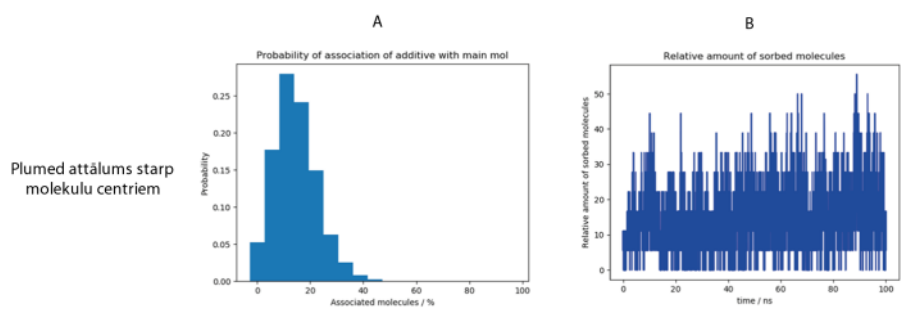 A
B
Probability of association of additive with main mol
Relative amount of sorbed molecules
Plumed attālums starp
molekulu centriem
Probability
0.25
0.20
0.15
0.10
0.05
0.00
0
20
40
60
80
100
Associated molecules / %
Relative amount of sorbed molecules
50
40
30
20
10
0
0
20
40
60
80
100
time / ns